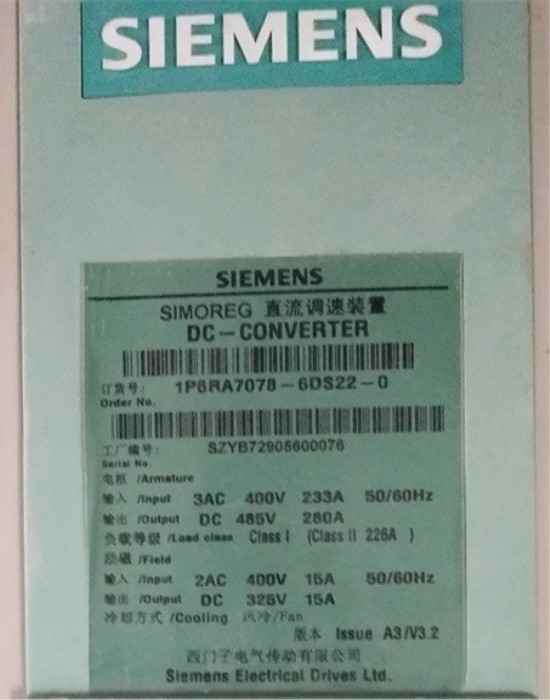 SIEMENS
SIEMENS
SIMOREG 直流调速装置
DC-CONVERTER
订货号: 1P6RA7078-6DS22-0
Order No.
工厂编号: SZYB72905600076
Serial No.
电枢 /Armature
输入 /Input 3AC 400V 233A 50/60Hz
输出 /Output DC 485V 280A
负载等级 /Load class Class I (Class II 226A )
励磁 /Field
输入 /Input 2AC 400V 15A 50/60Hz
输出 /Output DC 325V 15A
冷却方式 /Cooling 风冷/Fan
版本 Issue A3/V3.2
西门子电气传动有限公司
Siemens Electrical Drives Ltd.